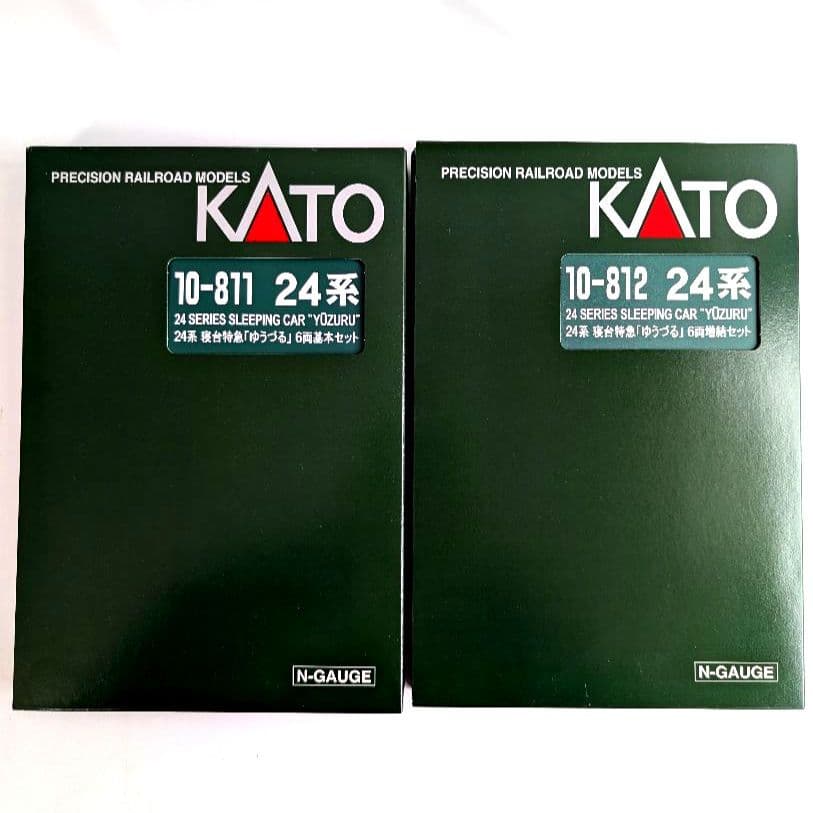 PRECISION RAILROAD MODELS
KATO
10-811 24系
24 SERIES SLEEPING CAR "YŪZURU"
24系 寝台特急「ゆうづる」 6両基本セット
N-GAUGE
PRECISION RAILROAD MODELS
KATO
10-812 24系
24 SERIES SLEEPING CAR "YŪZURU"
24系 寝台特急「ゆうづる」 6両増結セット
N-GAUGE